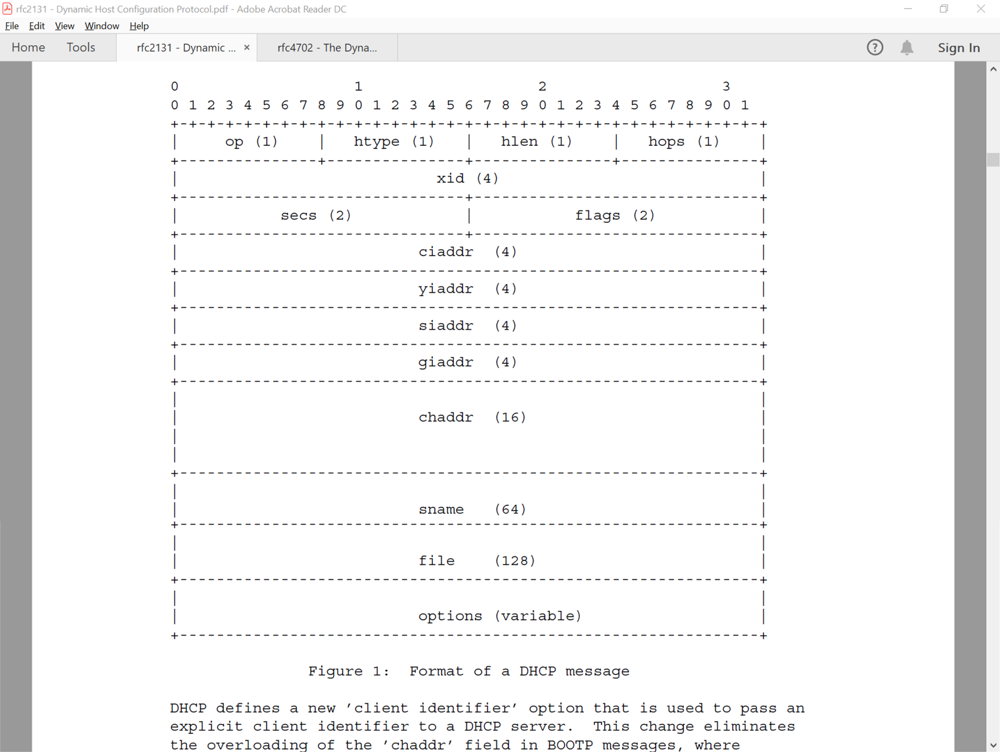 rfc2131 - Dynamic Host Configuration Protocol.pdf - Adobe Acrobat Reader DC
File Edit View Window Help
Home Tools rfc2131 - Dynamic ... × rfc4702 - The Dyna... ? Sign In
0                   1                   2                   3
0 1 2 3 4 5 6 7 8 9 0 1 2 3 4 5 6 7 8 9 0 1 2 3 4 5 6 7 8 9 0 1
+-+-+-+-+-+-+-+-+-+-+-+-+-+-+-+-+-+-+-+-+-+-+-+-+-+-+-+-+-+-+-+-+
|     op (1)    |   htype (1)   |   hlen (1)    |   hops (1)    |
+---------------+---------------+---------------+---------------+
|                            xid (4)                            |
+-------------------------------+-------------------------------+
|           secs (2)            |           flags (2)           |
+-------------------------------+-------------------------------+
|                          ciaddr  (4)                          |
+---------------------------------------------------------------+
|                          yiaddr  (4)                          |
+---------------------------------------------------------------+
|                          siaddr  (4)                          |
+---------------------------------------------------------------+
|                          giaddr  (4)                          |
+---------------------------------------------------------------+
|                                                               |
|                          chaddr  (16)                         |
|                                                               |
|                                                               |
+---------------------------------------------------------------+
|                                                               |
|                          sname   (64)                         |
+---------------------------------------------------------------+
|                                                               |
|                          file    (128)                        |
+---------------------------------------------------------------+
|                                                               |
|                          options (variable)                   |
+---------------------------------------------------------------+
Figure 1:  Format of a DHCP message
DHCP defines a new ’client identifier’ option that is used to pass an
explicit client identifier to a DHCP server.  This change eliminates
the overloading of the ’chaddr’ field in BOOTP messages, where